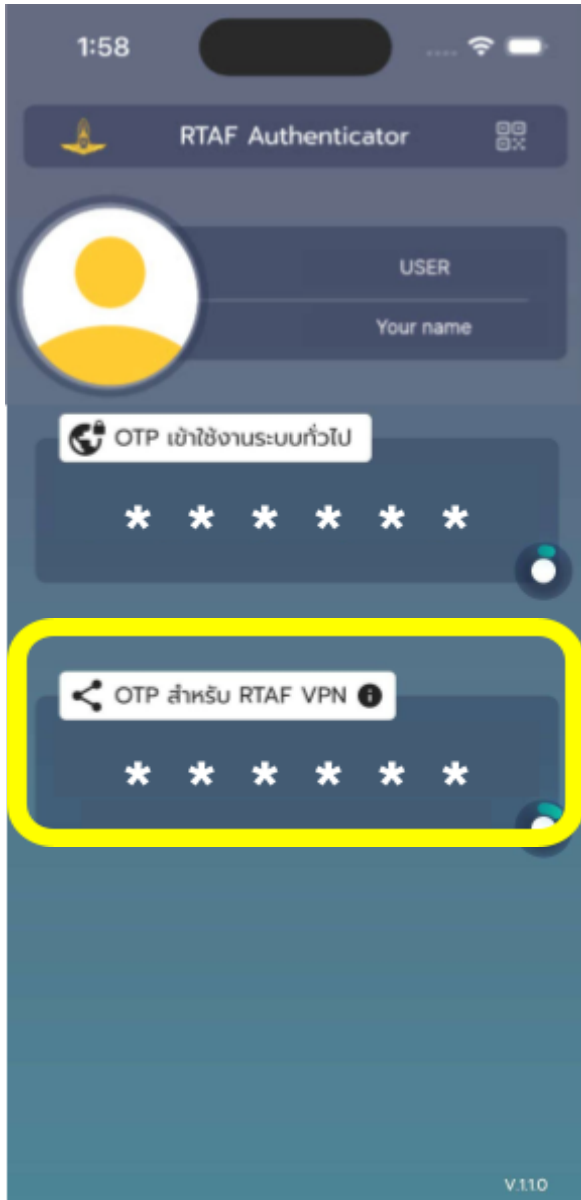 1:58
RTAF Authenticator
USER
Your name
OTP เข้าใช้งานระบบทั่วไป
* * * * * *
OTP สำหรับ RTAF VPN
* * * * * *
V.1.1.0